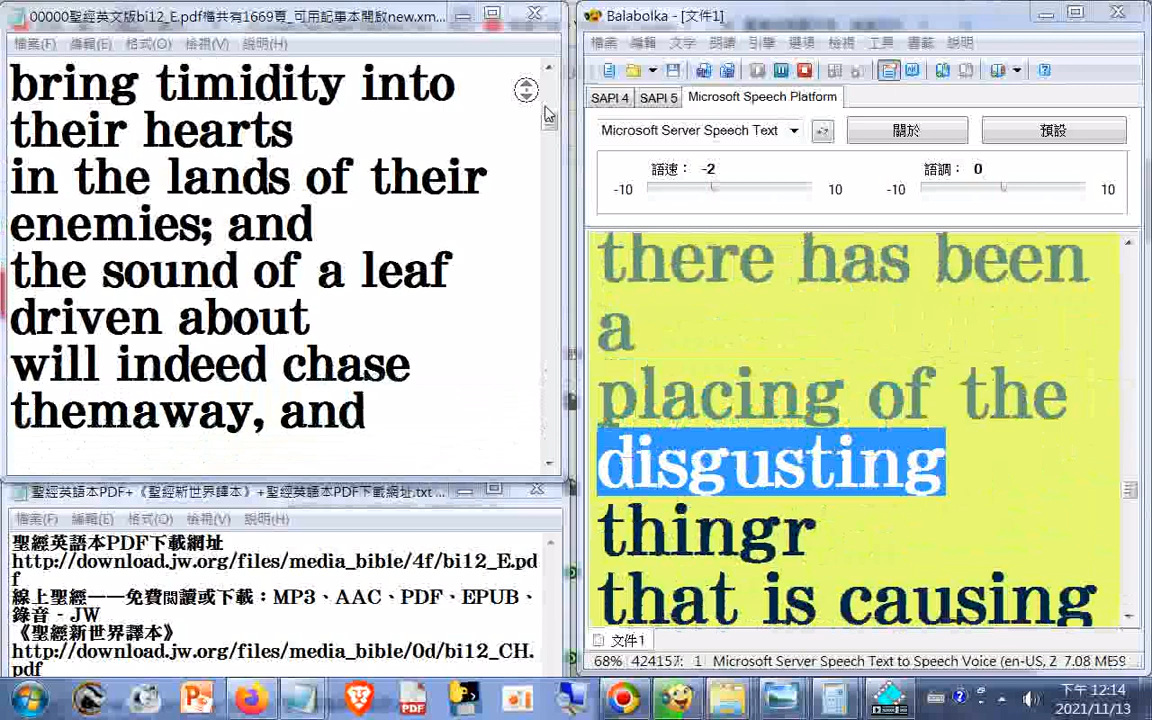 00000聖經英文版bi12_E.pdf檔共有1669頁_可用記事本開啟new.xm...
檔案(F) 編輯(E) 格式(O) 檢視(V) 說明(H)
bring timidity into
their hearts
in the lands of their
enemies; and
the sound of a leaf
driven about
will indeed chase
themaway, and
聖經英語本PDF+《聖經新世界譯本》+聖經英語本PDF下載網址.txt ...
檔案(F) 編輯(E) 格式(O) 檢視(V) 說明(H)
聖經英語本PDF下載網址
http://download.jw.org/files/media_bible/4f/bi12_E.pd
f
線上聖經——免費閱讀或下載：MP3、AAC、PDF、EPUB、
錄音 - JW
《聖經新世界譯本》
http://download.jw.org/files/media_bible/0d/bi12_CH.
pdf
Balabolka - [文件1]
檔案 編輯 文字 朗讀 引擎 選項 檢視 工具 書籤 說明
SAPI 4 SAPI 5 Microsoft Speech Platform
Microsoft Server Speech Text
關於 預設
語速： -2 語調： 0
-10 10 -10 10
there has been
a
placing of the
disgusting
thingr
that is causing
文件1
68% 424157: 1 Microsoft Server Speech Text to Speech Voice (en-US, Z 7.08 ME59
PDF
下午 12:14
2021/11/13